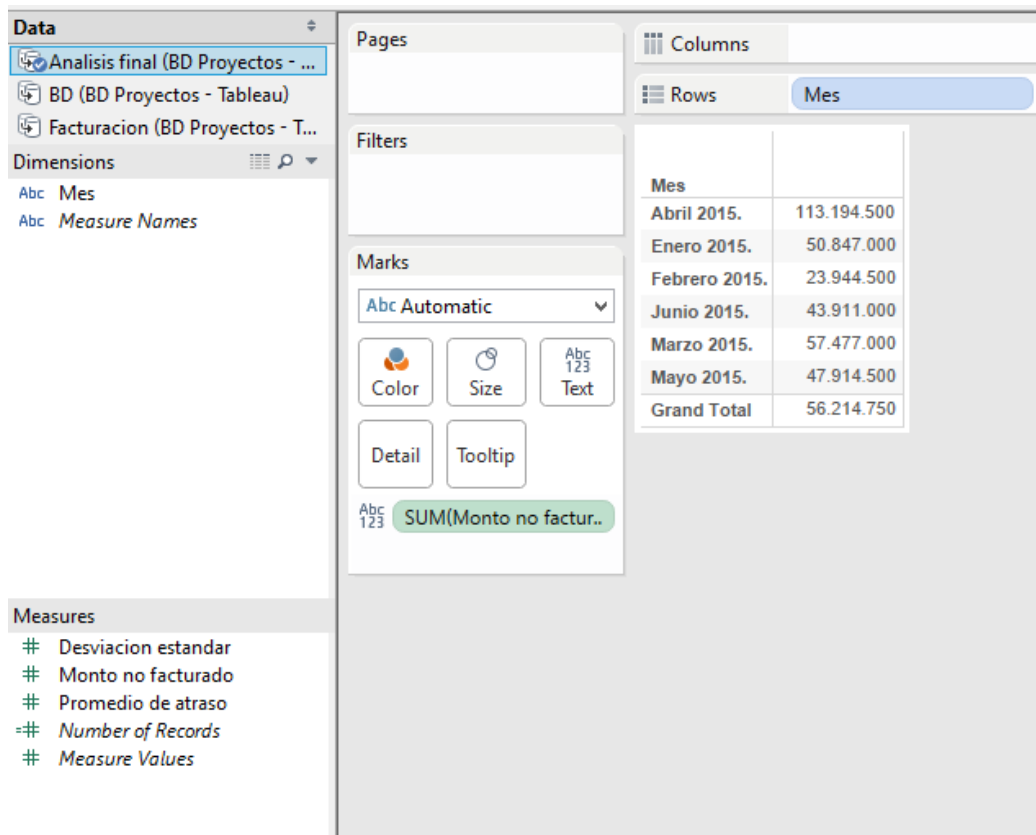 Data
Analisis final (BD Proyectos - ...
BD (BD Proyectos - Tableau)
Facturacion (BD Proyectos - T...
Dimensions
Abc Mes
Abc Measure Names
Measures
# Desviacion estandar
# Monto no facturado
# Promedio de atraso
=# Number of Records
# Measure Values
Pages
Filters
Marks
Abc Automatic
Color
Size
Abc
123
Text
Detail
Tooltip
Abc
123
SUM(Monto no factur..
Columns
Rows Mes
Mes
Abril 2015. 113.194.500
Enero 2015. 50.847.000
Febrero 2015. 23.944.500
Junio 2015. 43.911.000
Marzo 2015. 57.477.000
Mayo 2015. 47.914.500
Grand Total 56.214.750